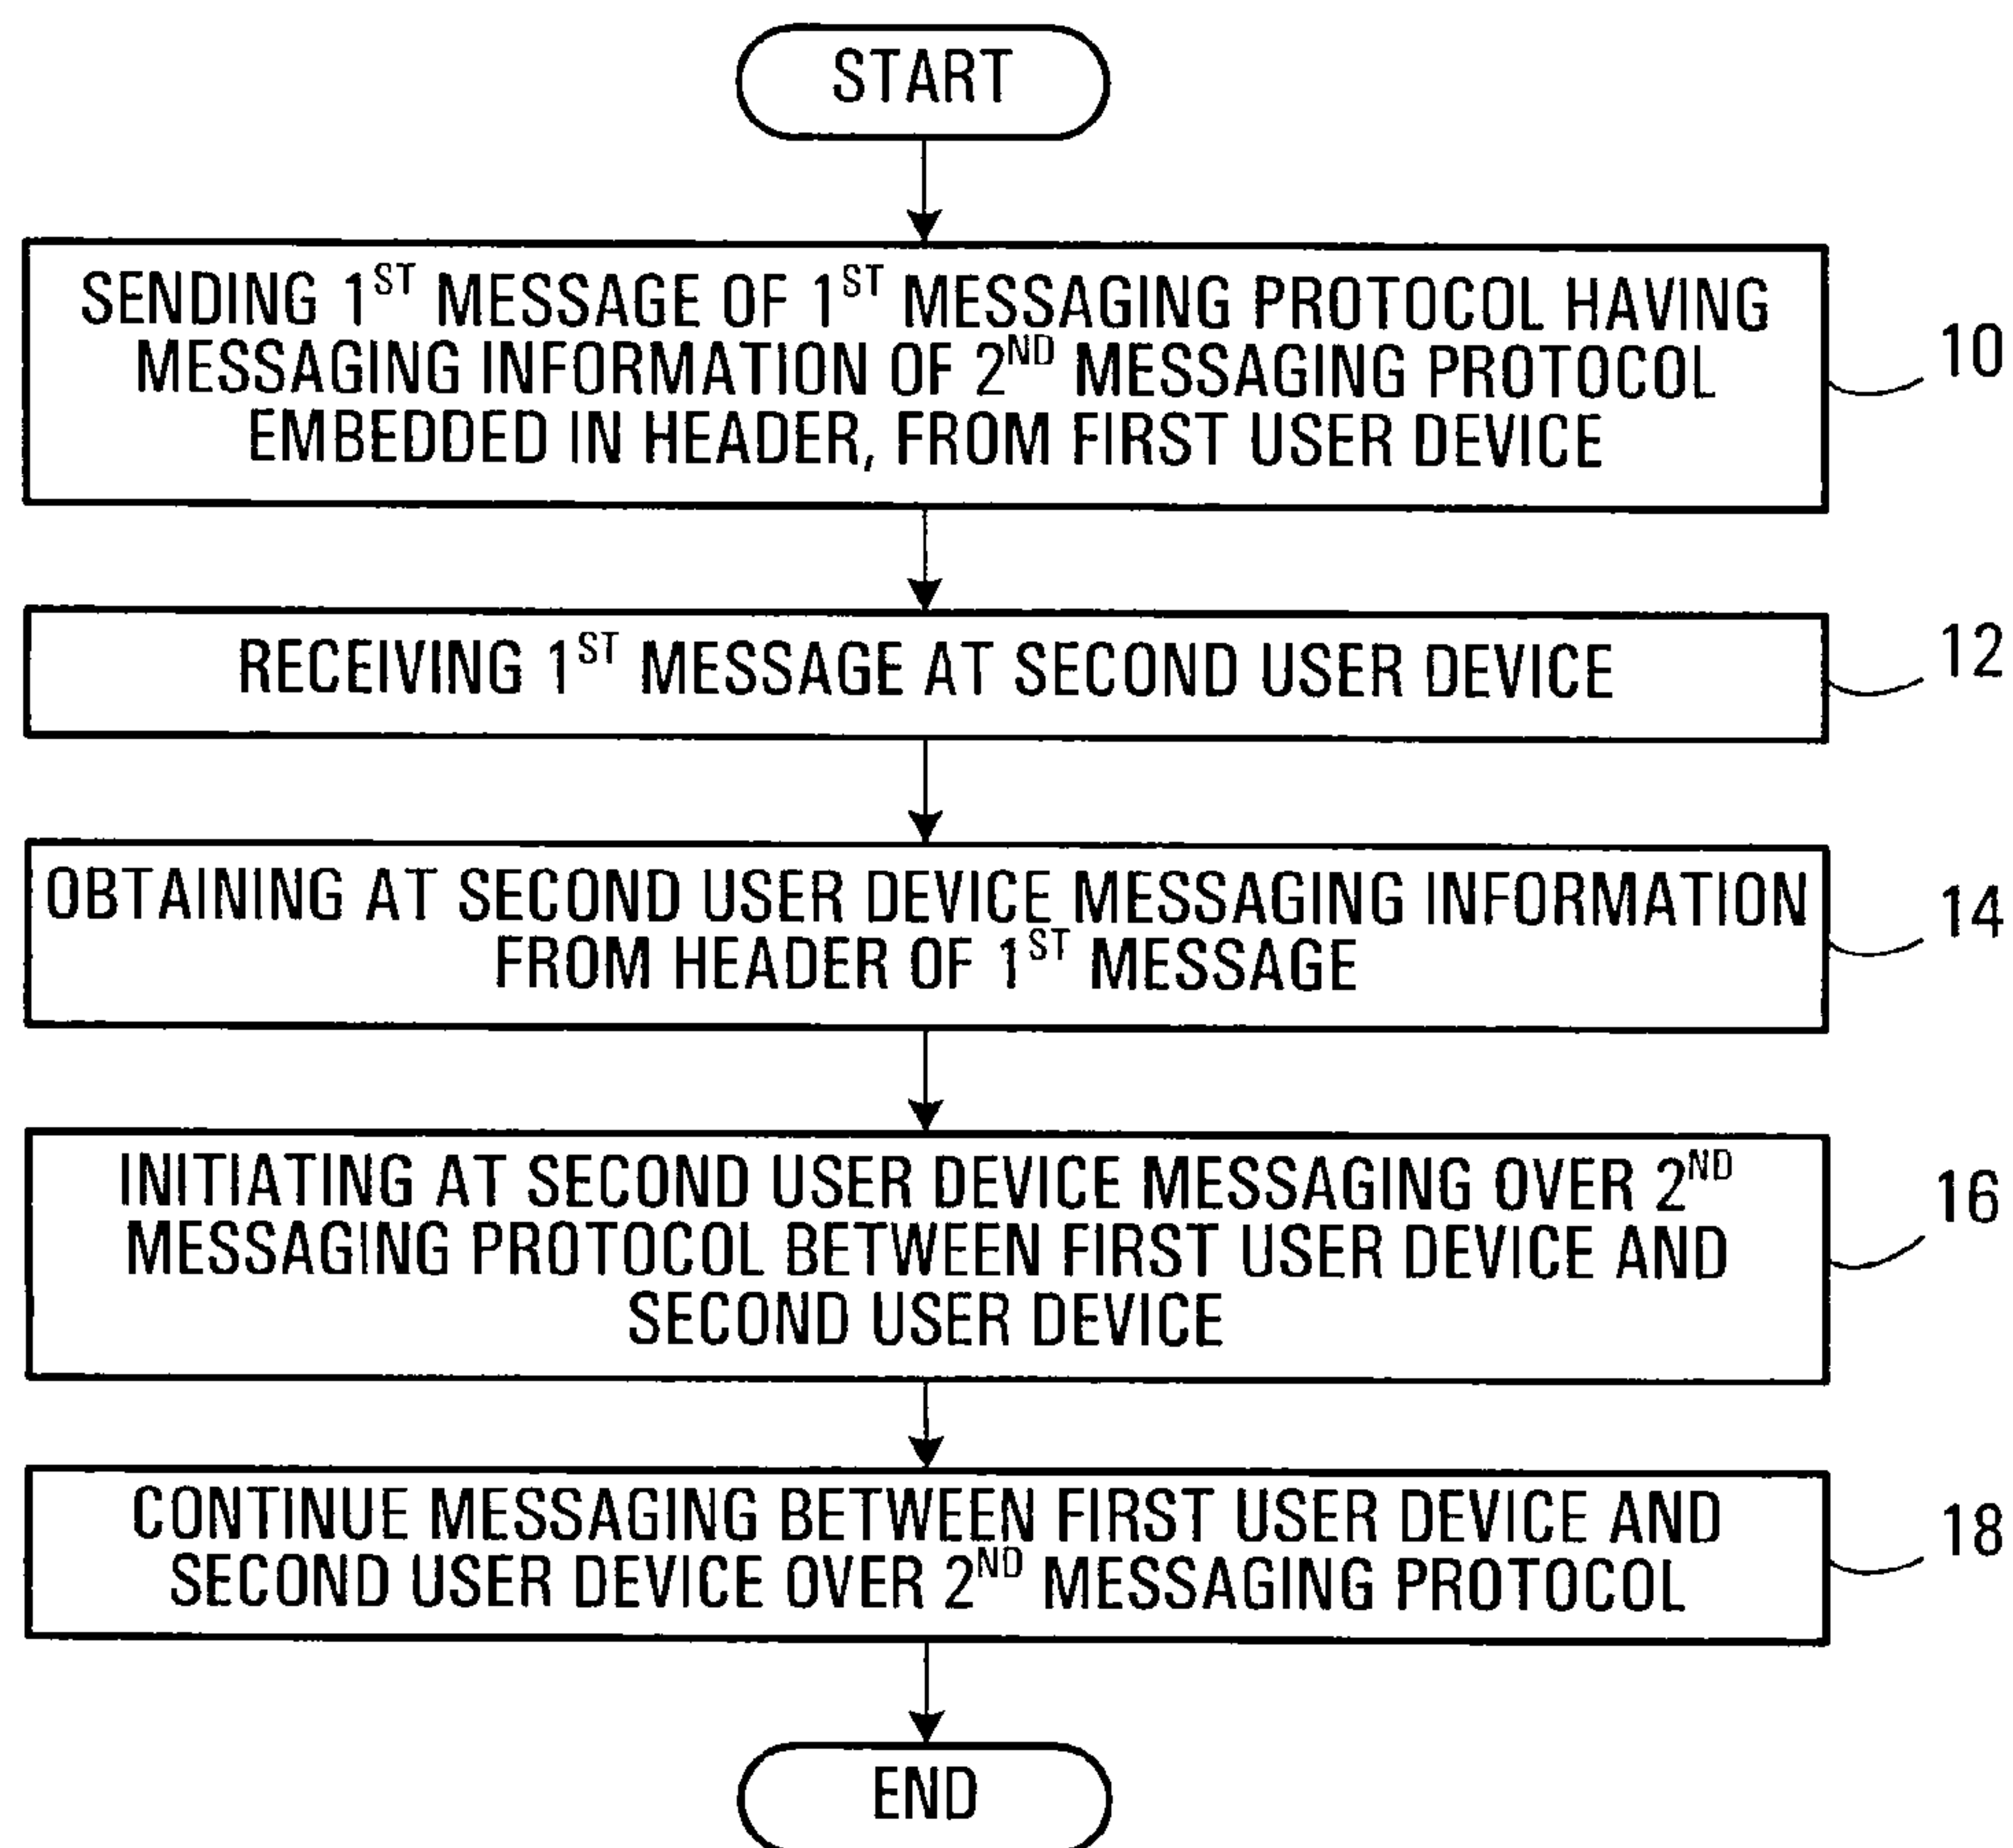 START
SENDING 1ST MESSAGE OF 1ST MESSAGING PROTOCOL HAVING
MESSAGING INFORMATION OF 2ND MESSAGING PROTOCOL
EMBEDDED IN HEADER, FROM FIRST USER DEVICE
10
RECEIVING 1ST MESSAGE AT SECOND USER DEVICE
12
OBTAINING AT SECOND USER DEVICE MESSAGING INFORMATION
FROM HEADER OF 1ST MESSAGE
14
INITIATING AT SECOND USER DEVICE MESSAGING OVER 2ND
MESSAGING PROTOCOL BETWEEN FIRST USER DEVICE AND
SECOND USER DEVICE
16
CONTINUE MESSAGING BETWEEN FIRST USER DEVICE AND
SECOND USER DEVICE OVER 2ND MESSAGING PROTOCOL
18
END